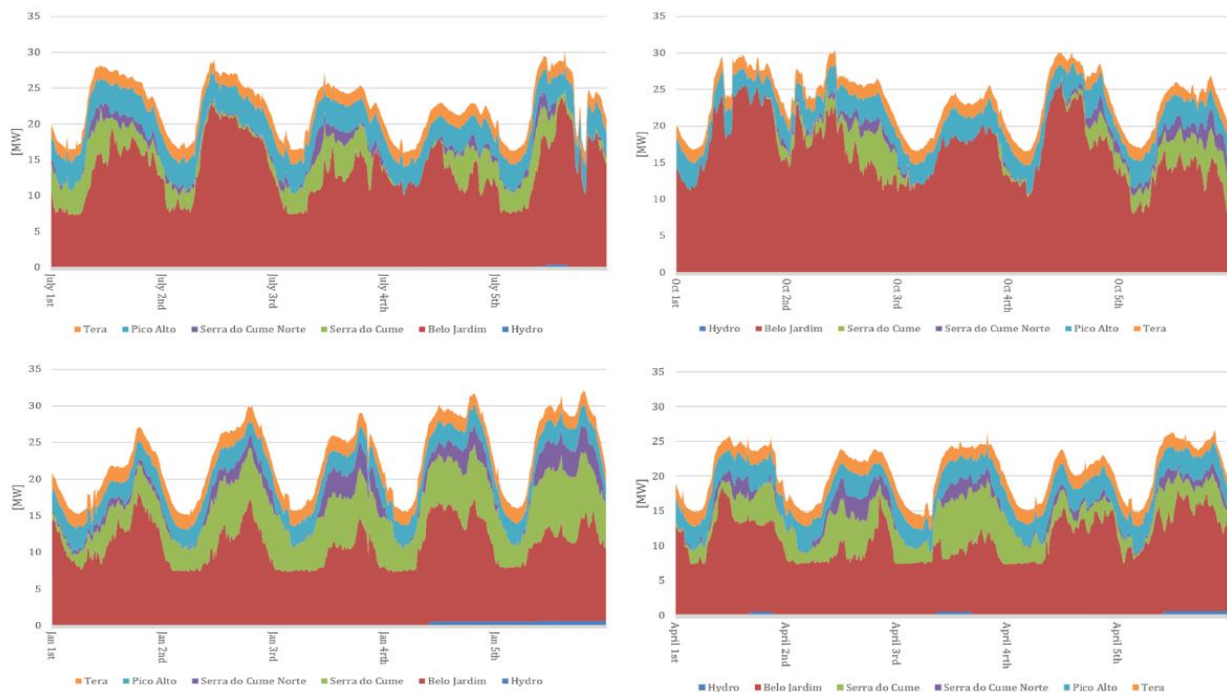 35
30
25
20
15
10
5
0
[MW]
July 1st
July 2nd
July 3rd
July 4rth
July 5th
Tera Pico Alto Serra do Cume Norte Serra do Cume Belo Jardim Hydro
35
30
25
20
15
10
5
0
[MW]
Oct 1st
Oct 2nd
Oct 3rd
Oct 4rth
Oct 5th
Hydro Belo Jardim Serra do Cume Serra do Cume Norte Pico Alto Tera
35
30
25
20
15
10
5
0
[MW]
Jan 1st
Jan 2nd
Jan 3rd
Jan 4rth
Jan 5th
Tera Pico Alto Serra do Cume Norte Serra do Cume Belo Jardim Hydro
35
30
25
20
15
10
5
0
[MW]
April 1st
April 2nd
April 3rd
April 4rth
April 5th
Hydro Belo Jardim Serra do Cume Serra do Cume Norte Pico Alto Tera